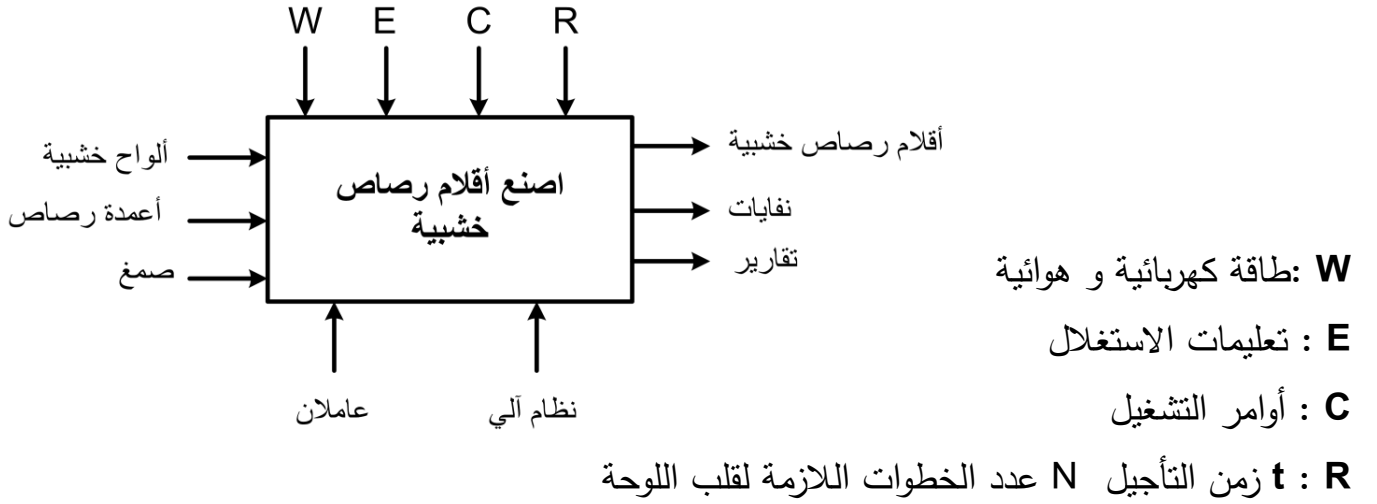 W E C R
ألواح خشبية
أعمدة رصاص
صمغ
اصنع أقلام رصاص
خشبية
أقلام رصاص خشبية
نفايات
تقارير
عاملان
نظام آلي
W :طاقة كهربائية و هوائية
E : تعليمات الاستغلال
C : أوامر التشغيل
R : t زمن التأجيل N عدد الخطوات اللازمة لقلب اللوحة